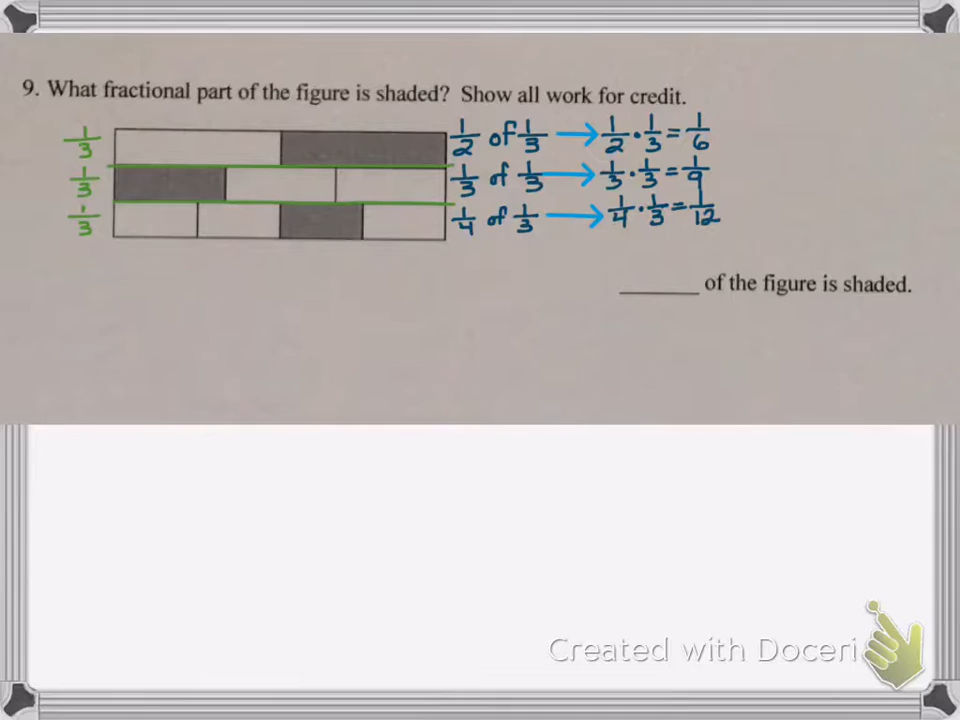 9. What fractional part of the figure is shaded? Show all work for credit.
1/3 1/2 of 1/3 → 1/2 · 1/3 = 1/6
1/3 1/3 of 1/3 → 1/3 · 1/3 = 1/9
1/3 1/4 of 1/3 → 1/4 · 1/3 = 1/12
______ of the figure is shaded.
Created with Doceri